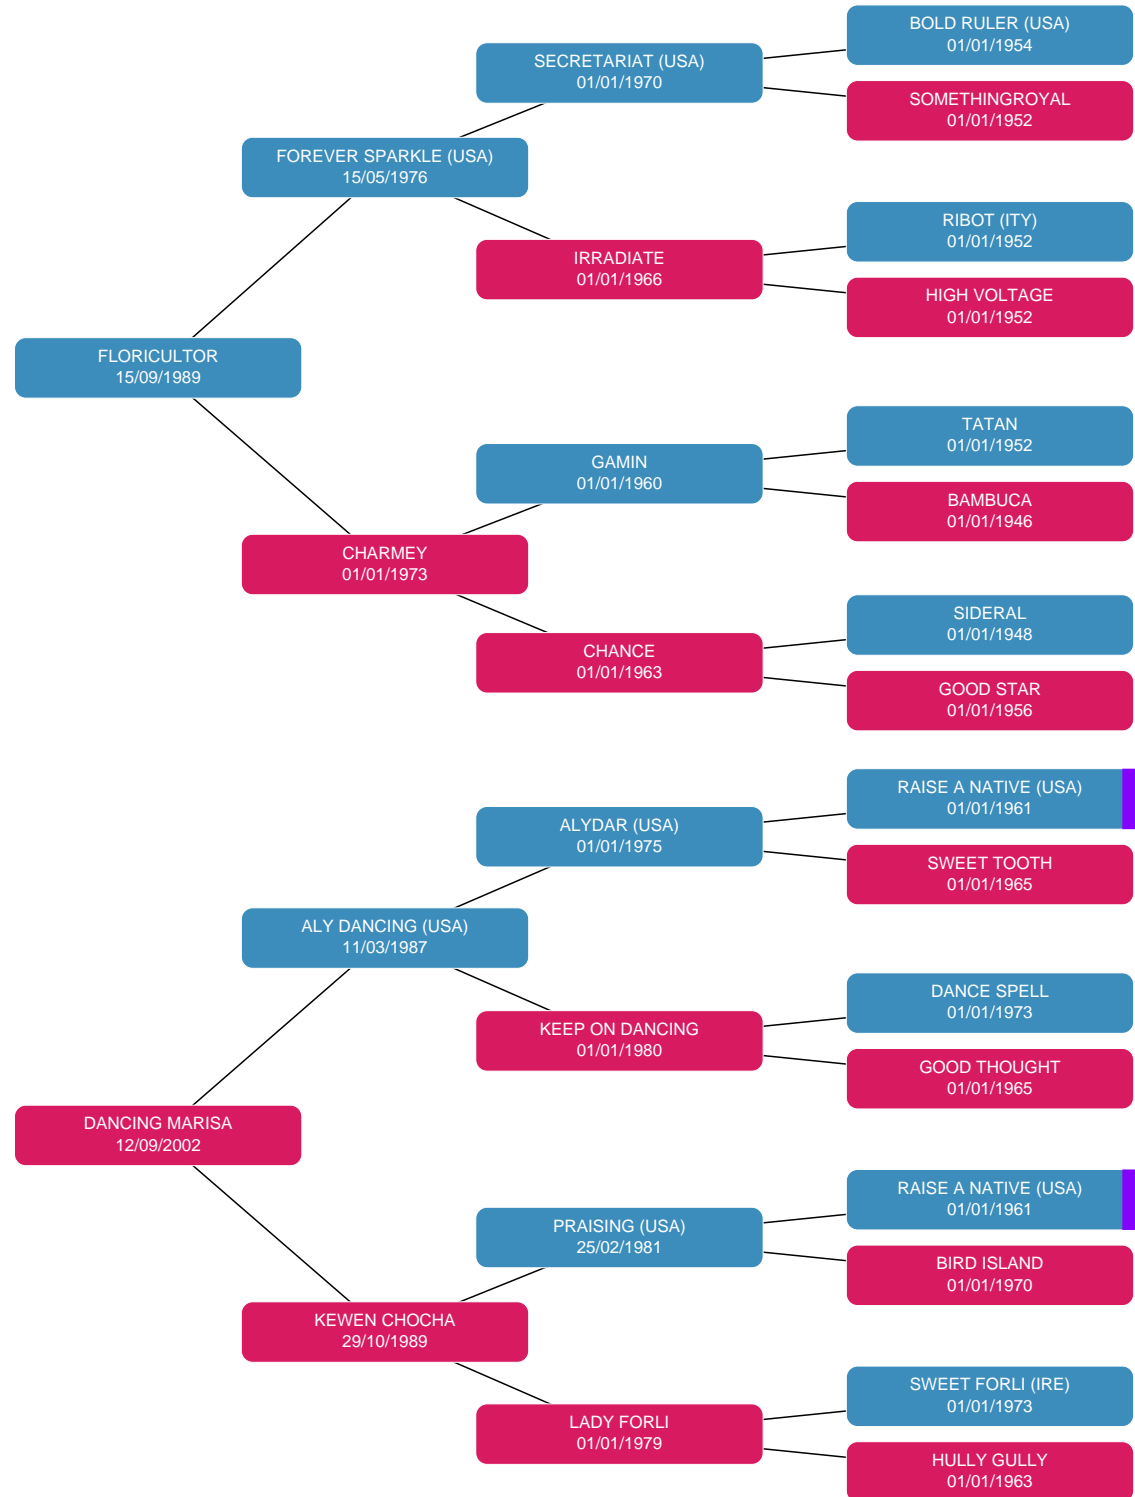 BOLD RULER (USA)
01/01/1954
SECRETARIAT (USA)
01/01/1970
SOMETHINGROYAL
01/01/1952
FOREVER SPARKLE (USA)
15/05/1976
RIBOT (ITY)
01/01/1952
IRRADIATE
01/01/1966
HIGH VOLTAGE
01/01/1952
FLORICULTOR
15/09/1989
TATAN
01/01/1952
GAMIN
01/01/1960
BAMBUCA
01/01/1946
CHARMEY
01/01/1973
SIDERAL
01/01/1948
CHANCE
01/01/1963
GOOD STAR
01/01/1956
RAISE A NATIVE (USA)
01/01/1961
ALYDAR (USA)
01/01/1975
SWEET TOOTH
01/01/1965
ALY DANCING (USA)
11/03/1987
DANCE SPELL
01/01/1973
KEEP ON DANCING
01/01/1980
GOOD THOUGHT
01/01/1965
DANCING MARISA
12/09/2002
RAISE A NATIVE (USA)
01/01/1961
PRAISING (USA)
25/02/1981
BIRD ISLAND
01/01/1970
KEWEN CHOCHA
29/10/1989
SWEET FORLI (IRE)
01/01/1973
LADY FORLI
01/01/1979
HULLY GULLY
01/01/1963